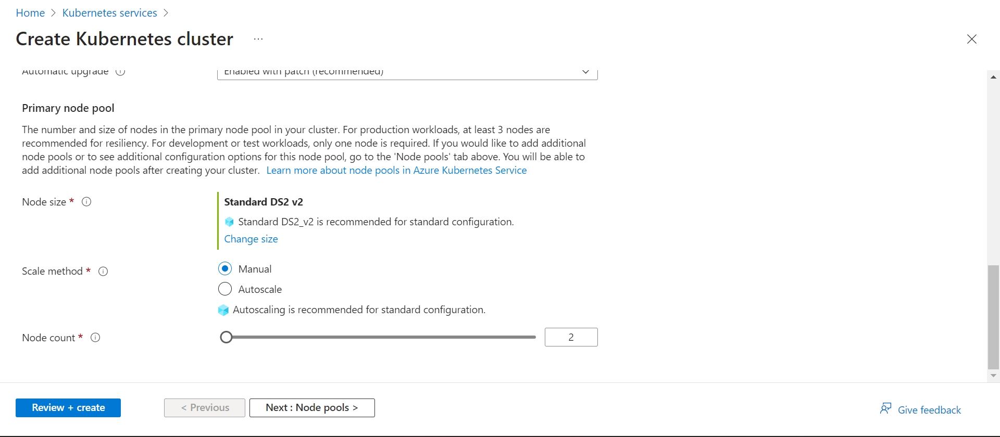 Home > Kubernetes services >
Create Kubernetes cluster ...
Automatic upgrade
Enabled with patch (recommended)
Primary node pool
The number and size of nodes in the primary node pool in your cluster. For production workloads, at least 3 nodes are
recommended for resiliency. For development or test workloads, only one node is required. If you would like to add additional
node pools or to see additional configuration options for this node pool, go to the 'Node pools' tab above. You will be able to
add additional node pools after creating your cluster. Learn more about node pools in Azure Kubernetes Service
Node size *
Standard DS2 v2
Standard DS2_v2 is recommended for standard configuration.
Change size
Scale method *
Manual
Autoscale
Autoscaling is recommended for standard configuration.
Node count *
2
Review + create
< Previous
Next : Node pools >
Give feedback